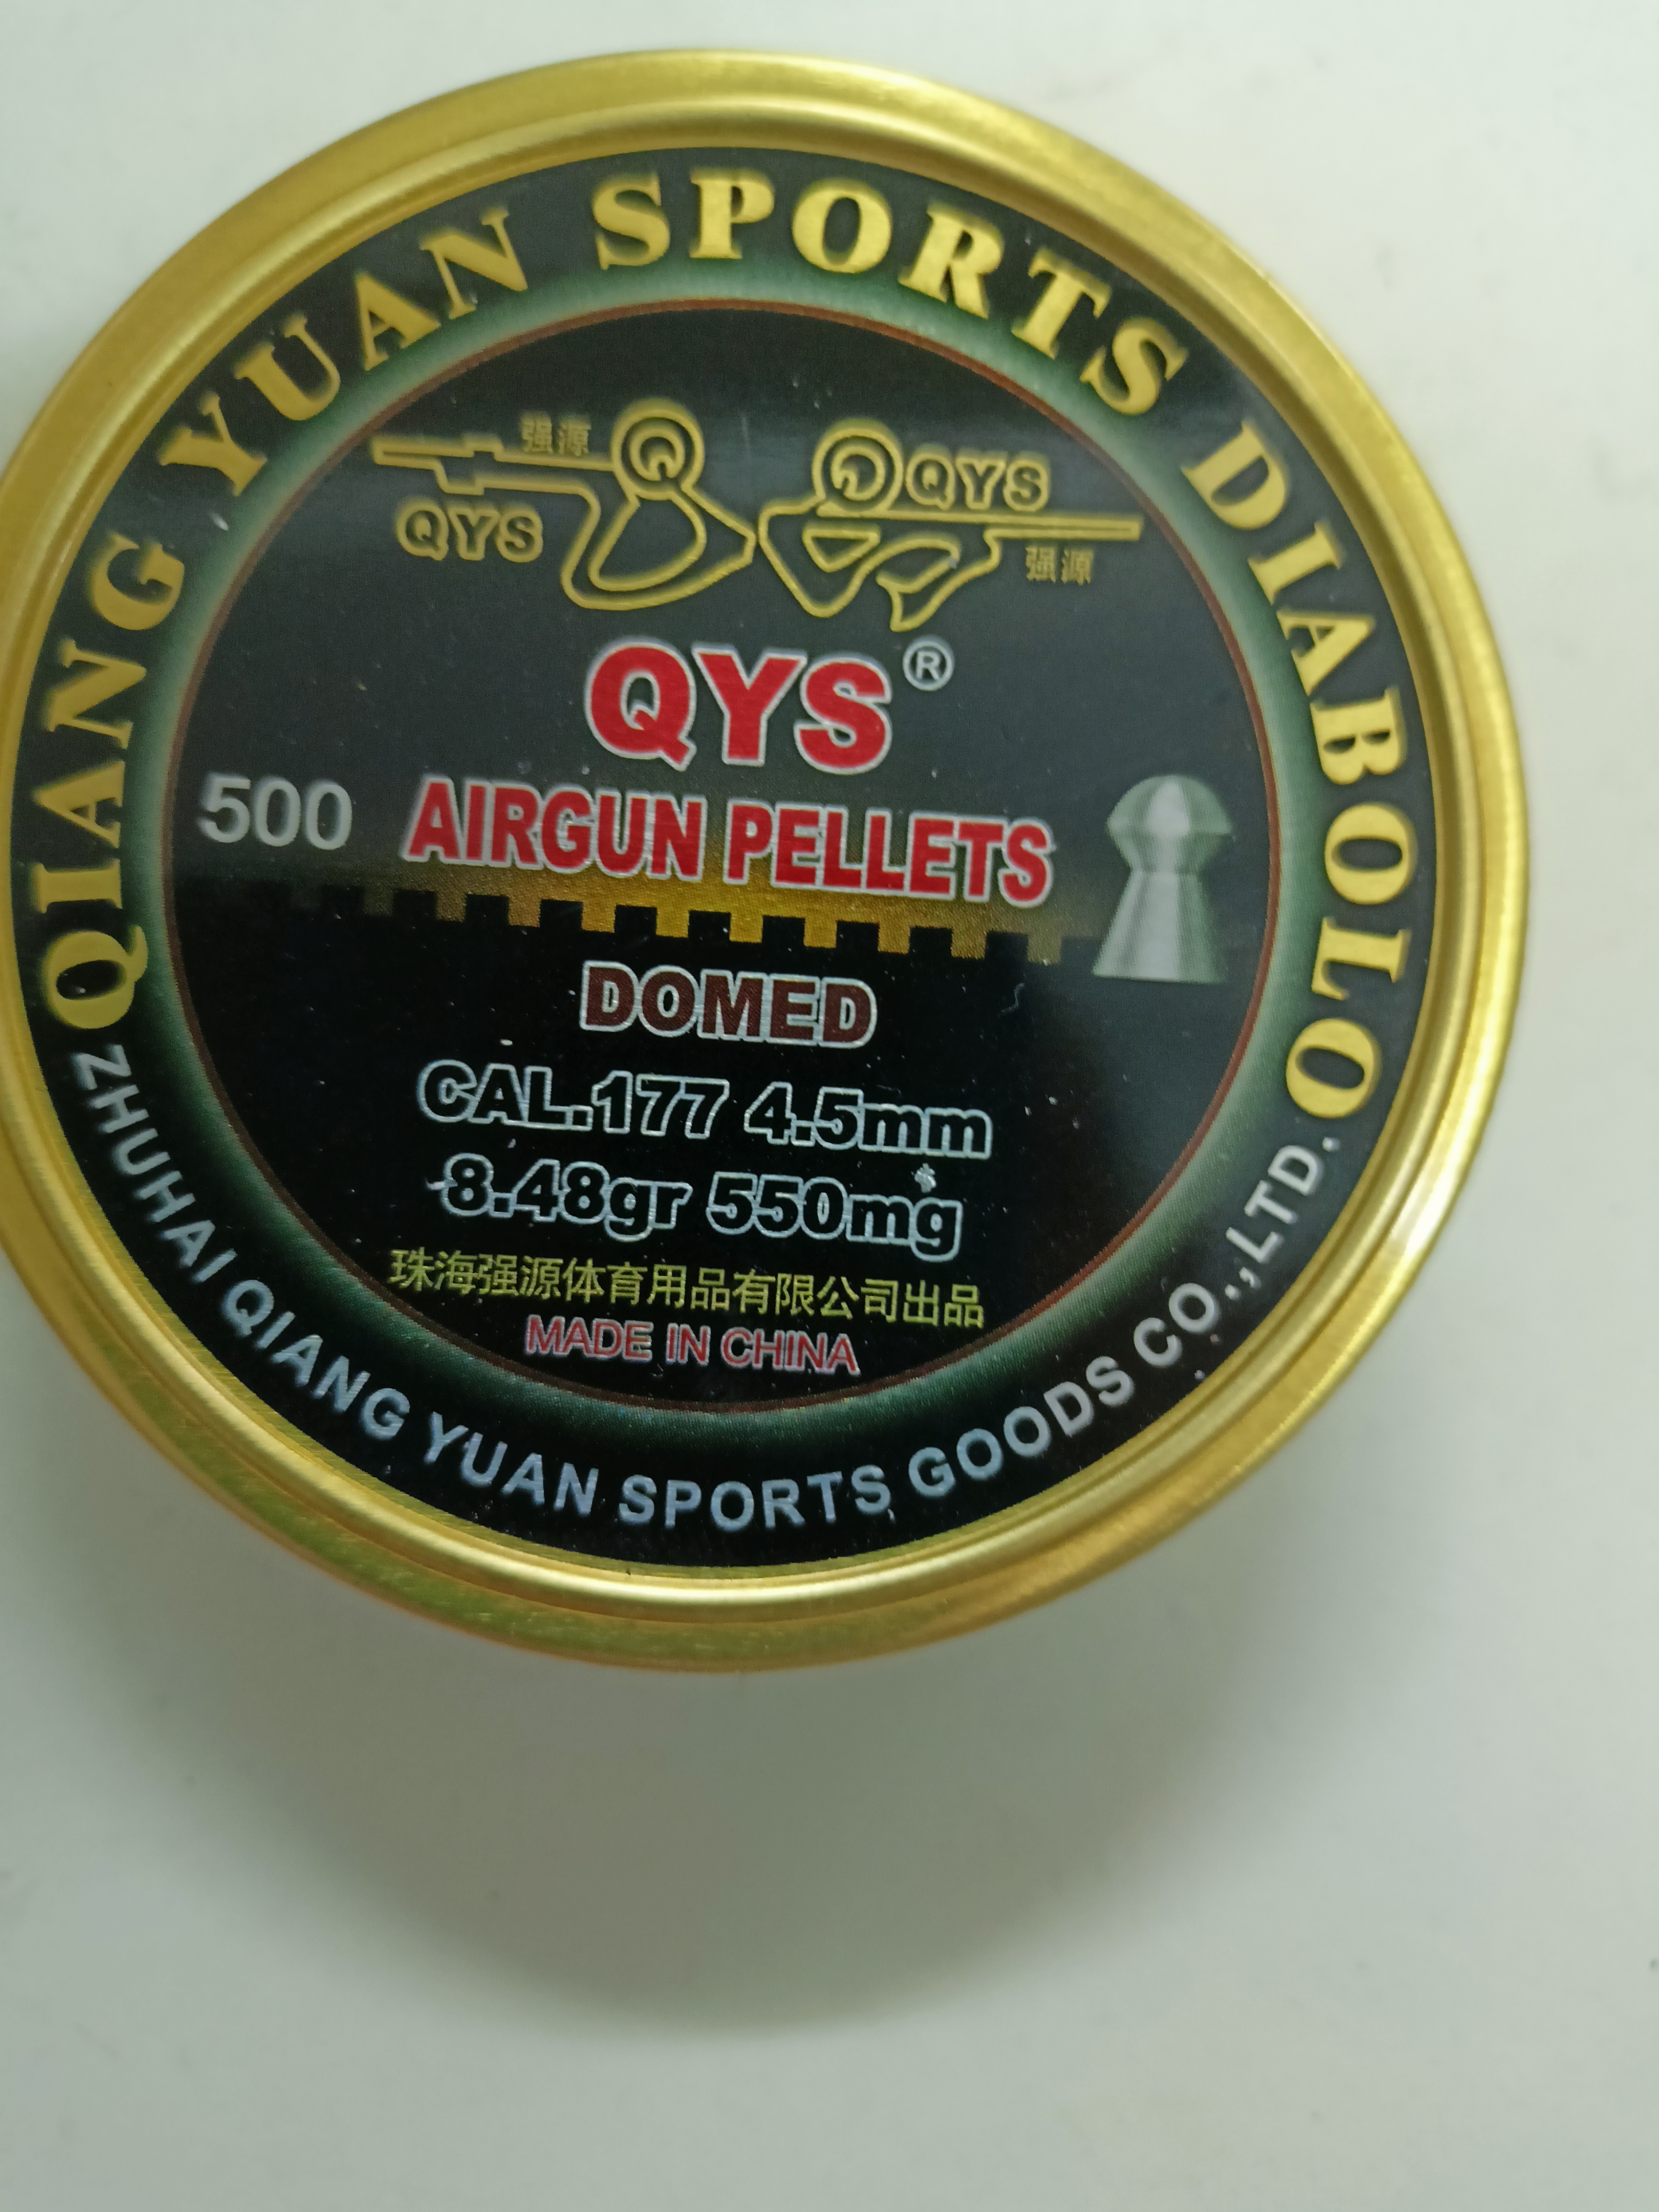 QIANG YUAN SPORTS DIABOLO
强源
QYS
QYS
强源
QYS®
500
AIRGUN PELLETS
DOMED
CAL.177 4.5mm
8.48gr 550mg
珠海强源体育用品有限公司出品
MADE IN CHINA
ZHUHAI QIANG YUAN SPORTS GOODS CO.,LTD.